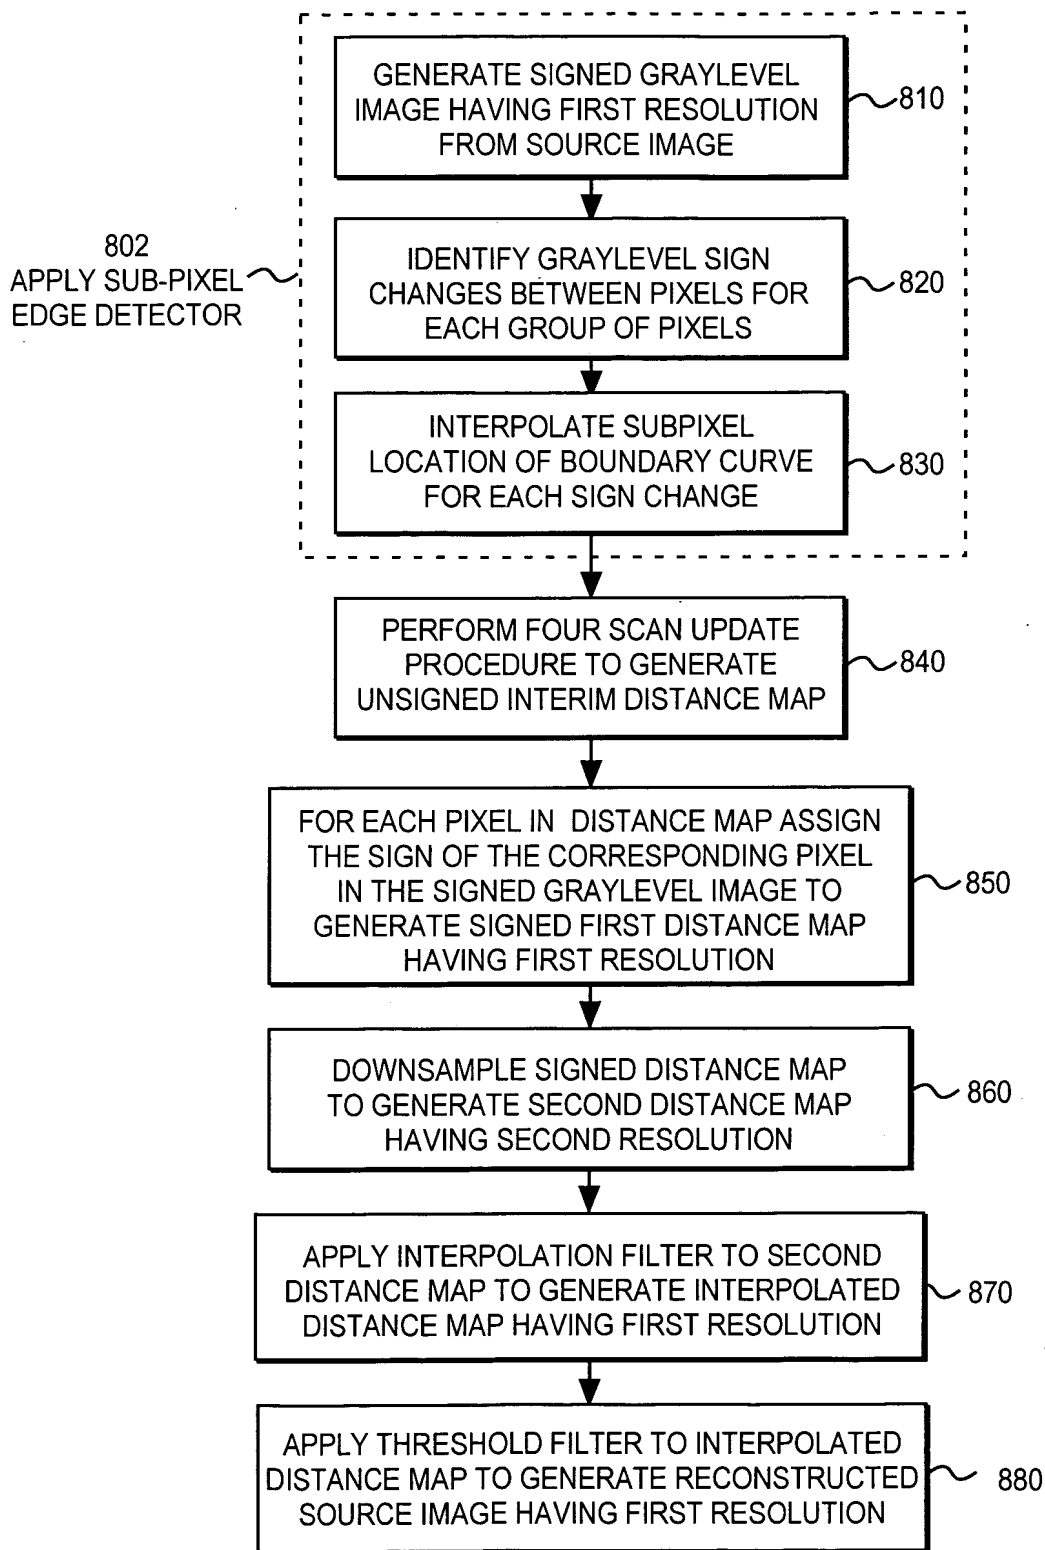 GENERATE SIGNED GRAYLEVEL
IMAGE HAVING FIRST RESOLUTION
FROM SOURCE IMAGE
810
802
APPLY SUB-PIXEL
EDGE DETECTOR
IDENTIFY GRAYLEVEL SIGN
CHANGES BETWEEN PIXELS FOR
EACH GROUP OF PIXELS
820
INTERPOLATE SUBPIXEL
LOCATION OF BOUNDARY CURVE
FOR EACH SIGN CHANGE
830
PERFORM FOUR SCAN UPDATE
PROCEDURE TO GENERATE
UNSIGNED INTERIM DISTANCE MAP
840
FOR EACH PIXEL IN DISTANCE MAP ASSIGN
THE SIGN OF THE CORRESPONDING PIXEL
IN THE SIGNED GRAYLEVEL IMAGE TO
GENERATE SIGNED FIRST DISTANCE MAP
HAVING FIRST RESOLUTION
850
DOWNSAMPLE SIGNED DISTANCE MAP
TO GENERATE SECOND DISTANCE MAP
HAVING SECOND RESOLUTION
860
APPLY INTERPOLATION FILTER TO SECOND
DISTANCE MAP TO GENERATE INTERPOLATED
DISTANCE MAP HAVING FIRST RESOLUTION
870
APPLY THRESHOLD FILTER TO INTERPOLATED
DISTANCE MAP TO GENERATE RECONSTRUCTED
SOURCE IMAGE HAVING FIRST RESOLUTION
880